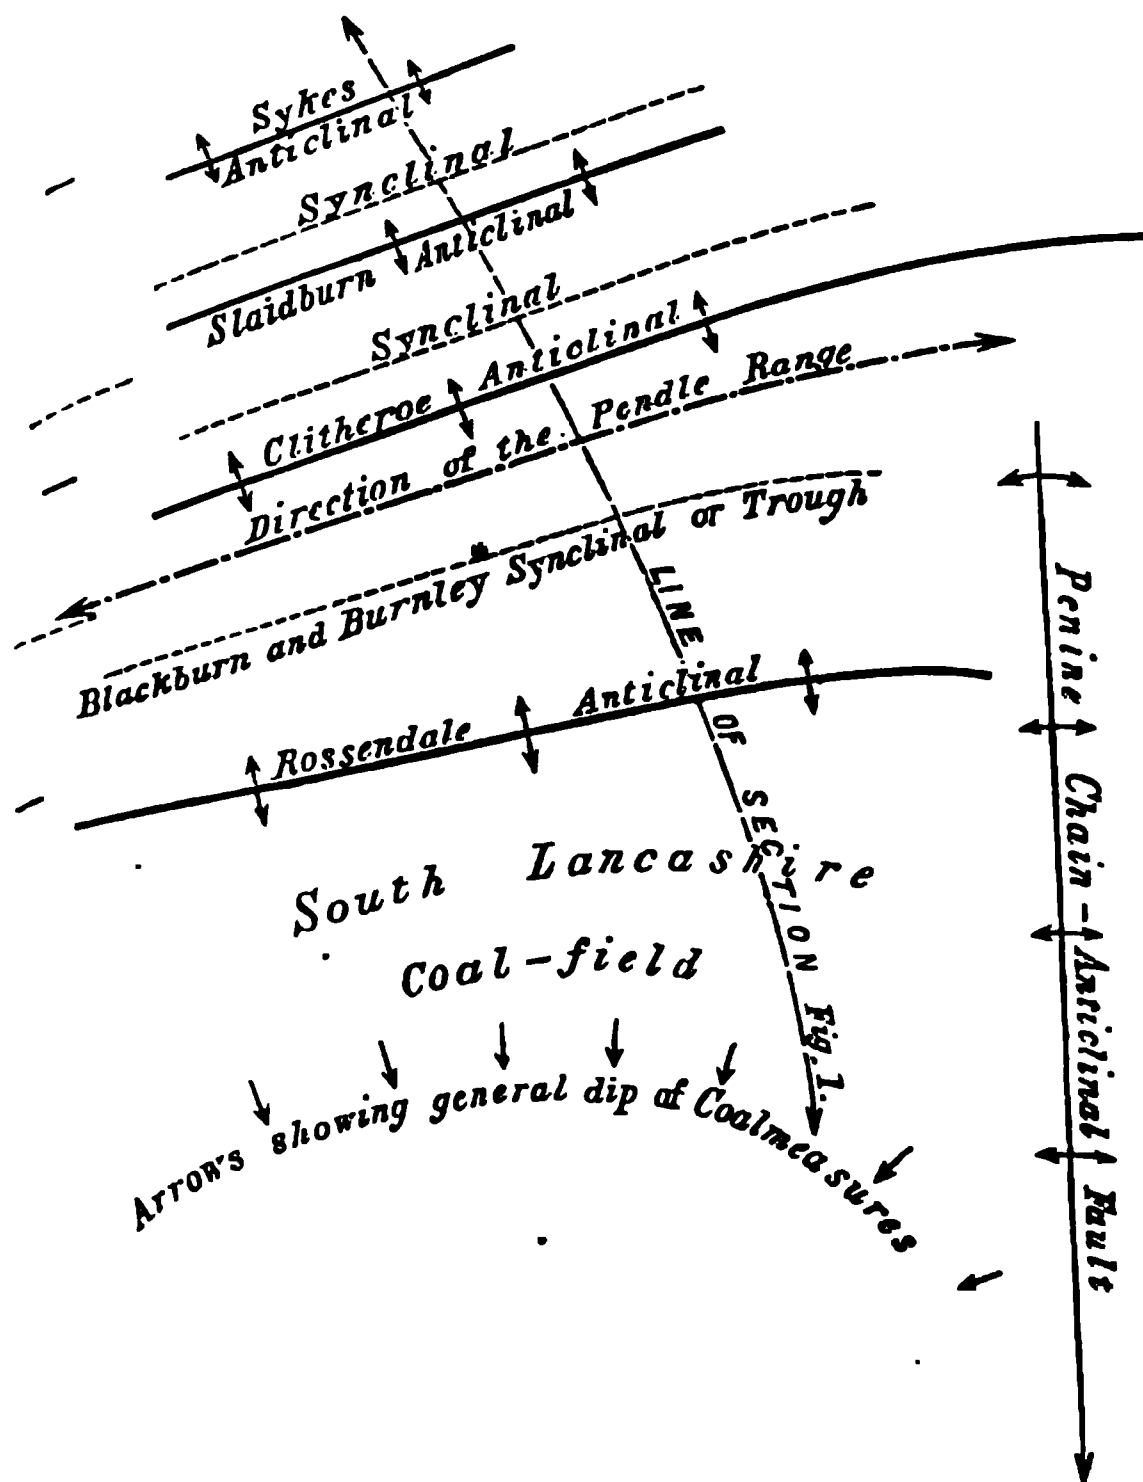 Sykes
Anticlinal
Synclinal
Slaidburn Anticlinal
Synclinal
Clitheroe Anticlinal
Direction of the Pendle Range
Blackburn and Burnley Synclinal or Trough
LINE OF SECTION Fig. 1.
Rossendale Anticlinal
South Lancashire
Coal-field
Arrows showing general dip of Coalmeasures
Penine Chain-Anticlinal Fault